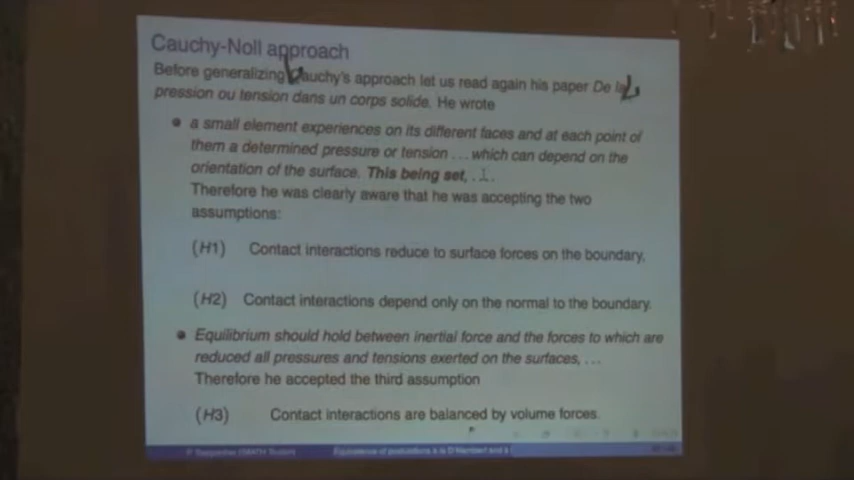 Cauchy-Noll approach
Before generalizing Cauchy's approach let us read again his paper De la
pression ou tension dans un corps solide. He wrote
a small element experiences on its different faces and at each point of
them a determined pressure or tension ... which can depend on the
orientation of the surface. This being set, ...
Therefore he was clearly aware that he was accepting the two
assumptions:
(H1) Contact interactions reduce to surface forces on the boundary,
(H2) Contact interactions depend only on the normal to the boundary.
Equilibrium should hold between inertial force and the forces to which are
reduced all pressures and tensions exerted on the surfaces, ...
Therefore he accepted the third assumption
(H3) Contact interactions are balanced by volume forces.
Equivalence of postulations à la D'Alembert and à